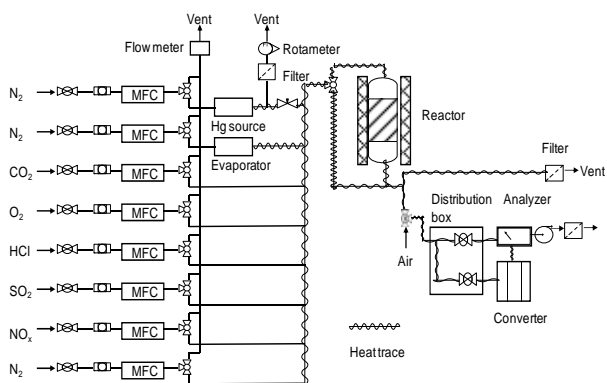 Vent
Vent
Flow meter
Rotameter
Filter
N₂
MFC
Hg source
Reactor
N₂
MFC
Evaporator
Filter
Vent
CO₂
MFC
Distribution
box
Analyzer
O₂
MFC
Air
HCl
MFC
SO₂
MFC
Converter
NOₓ
MFC
Heat trace
N₂
MFC